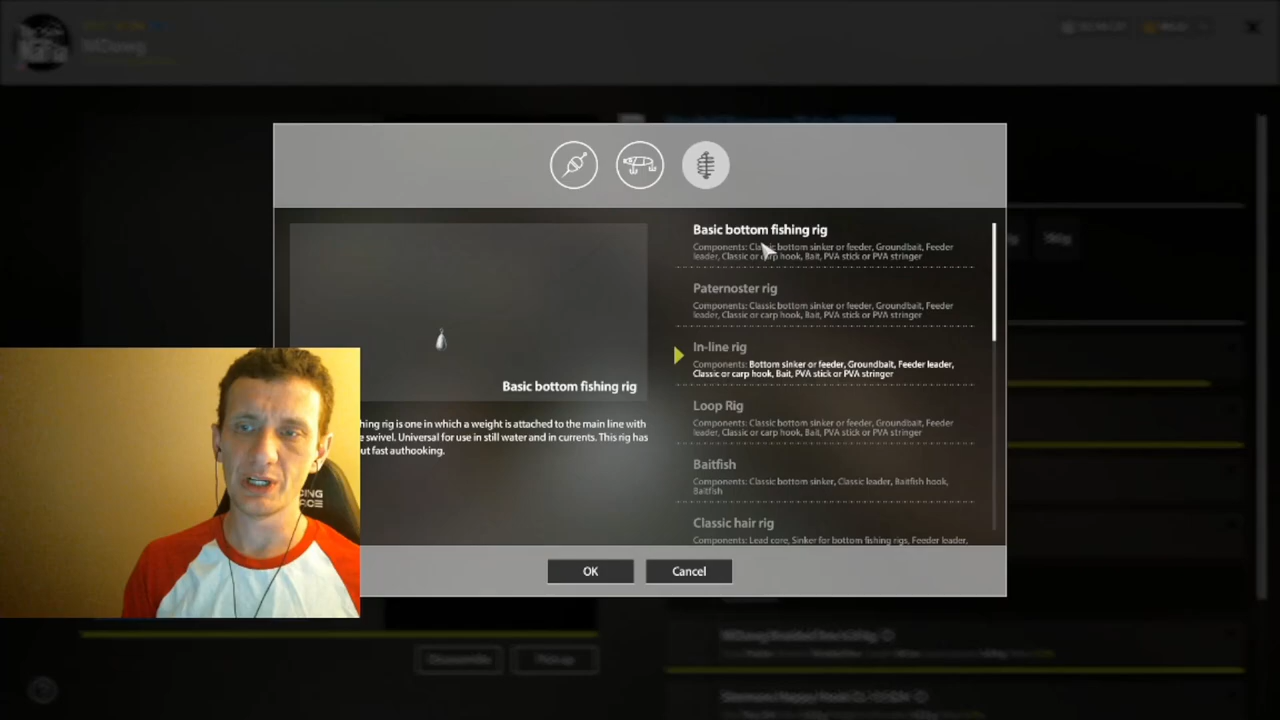 Basic bottom fishing rig
Components: Classic bottom sinker or feeder, Groundbait, Feeder
leader, Classic or carp hook, Bait, PVA stick or PVA stringer
Paternoster rig
Components: Classic bottom sinker or feeder, Groundbait, Feeder
leader, Classic or carp hook, Bait, PVA stick or PVA stringer
In-line rig
Components: Bottom sinker or feeder, Groundbait, Feeder leader,
Classic or carp hook, Bait, PVA stick or PVA stringer
Loop Rig
Components: Classic bottom sinker or feeder, Groundbait, Feeder
leader, Classic or carp hook, Bait, PVA stick or PVA stringer
Baitfish
Components: Classic bottom sinker, Classic leader, Baitfish hook,
Baitfish
Classic hair rig
Components: Lead core, Sinker for bottom fishing rigs, Feeder leader,
Basic bottom fishing rig
hing rig is one in which a weight is attached to the main line with
e swivel. Universal for use in still water and in currents. This rig has
ut fast authooking.
OK
Cancel
Disassemble
Pick up